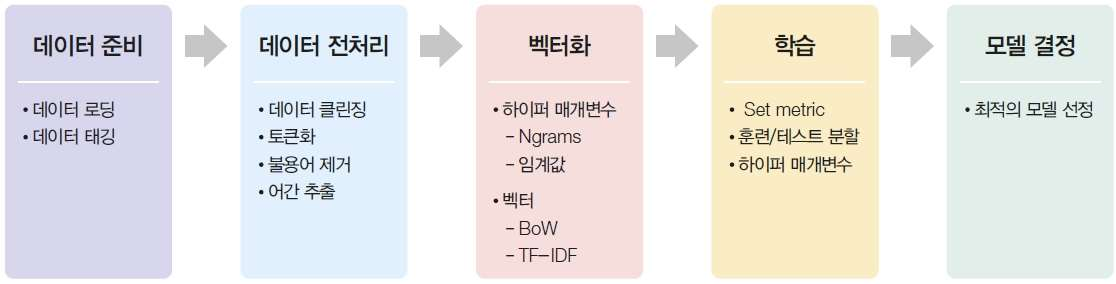 데이터 준비
• 데이터 로딩
• 데이터 태깅
데이터 전처리
• 데이터 클린징
• 토큰화
• 불용어 제거
• 어간 추출
벡터화
• 하이퍼 매개변수
– Ngrams
– 임계값
• 벡터
– BoW
– TF–IDF
학습
• Set metric
• 훈련/테스트 분할
• 하이퍼 매개변수
모델 결정
• 최적의 모델 선정